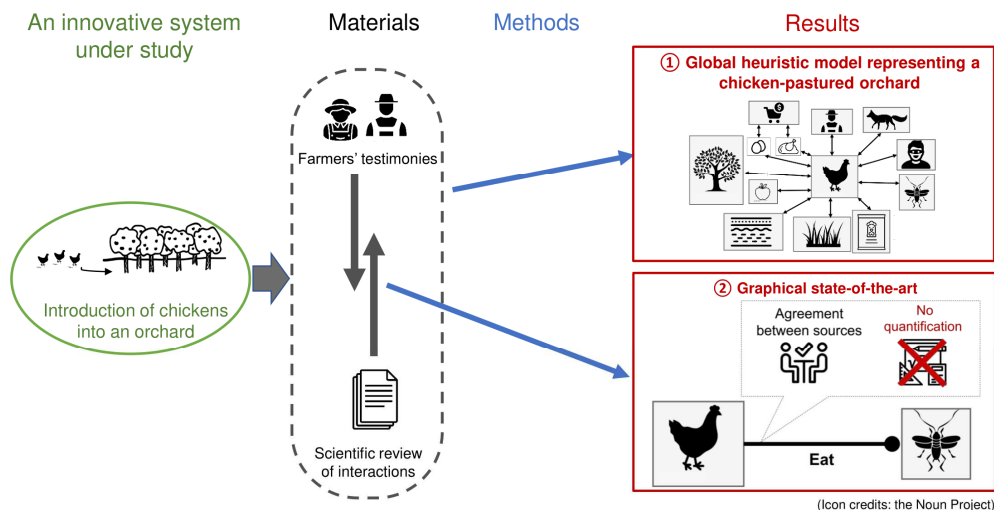 An innovative system
under study
Materials
Methods
Results
Farmers' testimonies
Scientific review
of interactions
Introduction of chickens
into an orchard
① Global heuristic model representing a
chicken-pastured orchard
② Graphical state-of-the-art
Agreement
between sources
No
quantification
Eat
(Icon credits: the Noun Project)